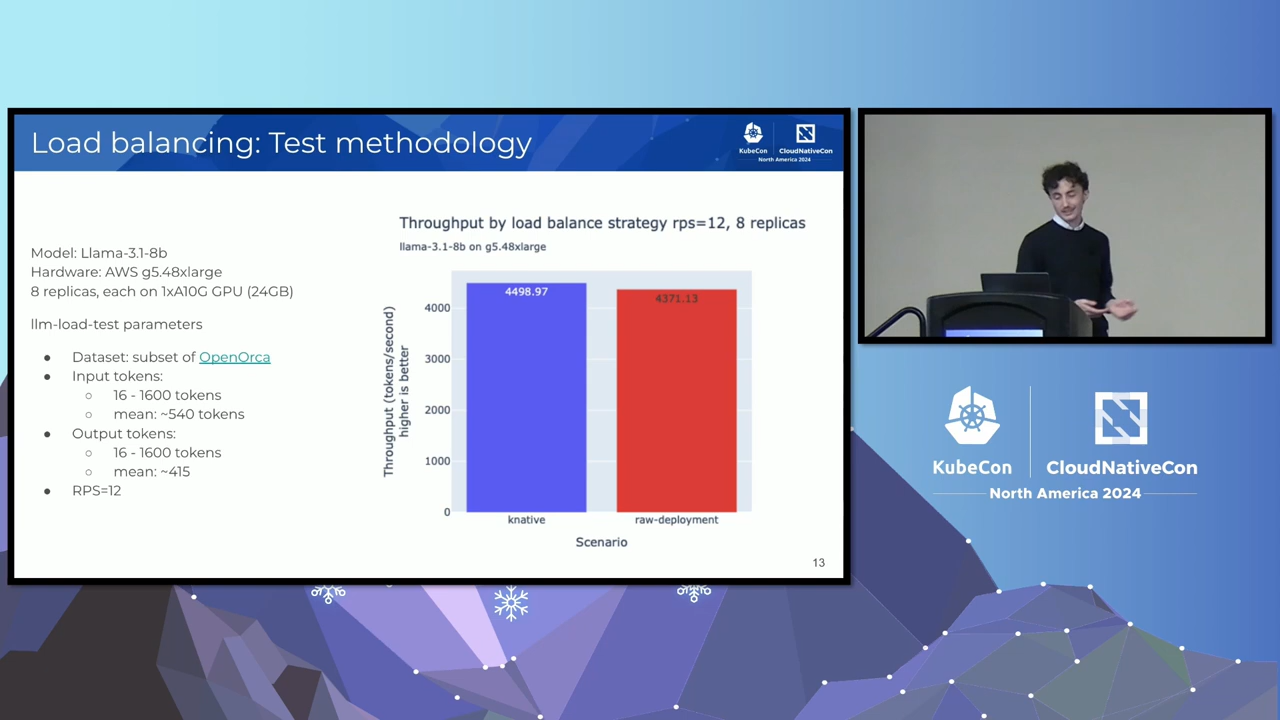 Load balancing: Test methodology
KubeCon
CloudNativeCon
North America 2024
Model: Llama-3.1-8b
Hardware: AWS g5.48xlarge
8 replicas, each on 1xA10G GPU (24GB)
llm-load-test parameters
● Dataset: subset of OpenOrca
● Input tokens:
○ 16 - 1600 tokens
○ mean: ~540 tokens
● Output tokens:
○ 16 - 1600 tokens
○ mean: ~415
● RPS=12
Throughput by load balance strategy rps=12, 8 replicas
llama-3.1-8b on g5.48xlarge
Throughput (tokens/second)
higher is better
4000
3000
2000
1000
0
4498.97
4371.13
knative
raw-deployment
Scenario
13
KubeCon
CloudNativeCon
North America 2024